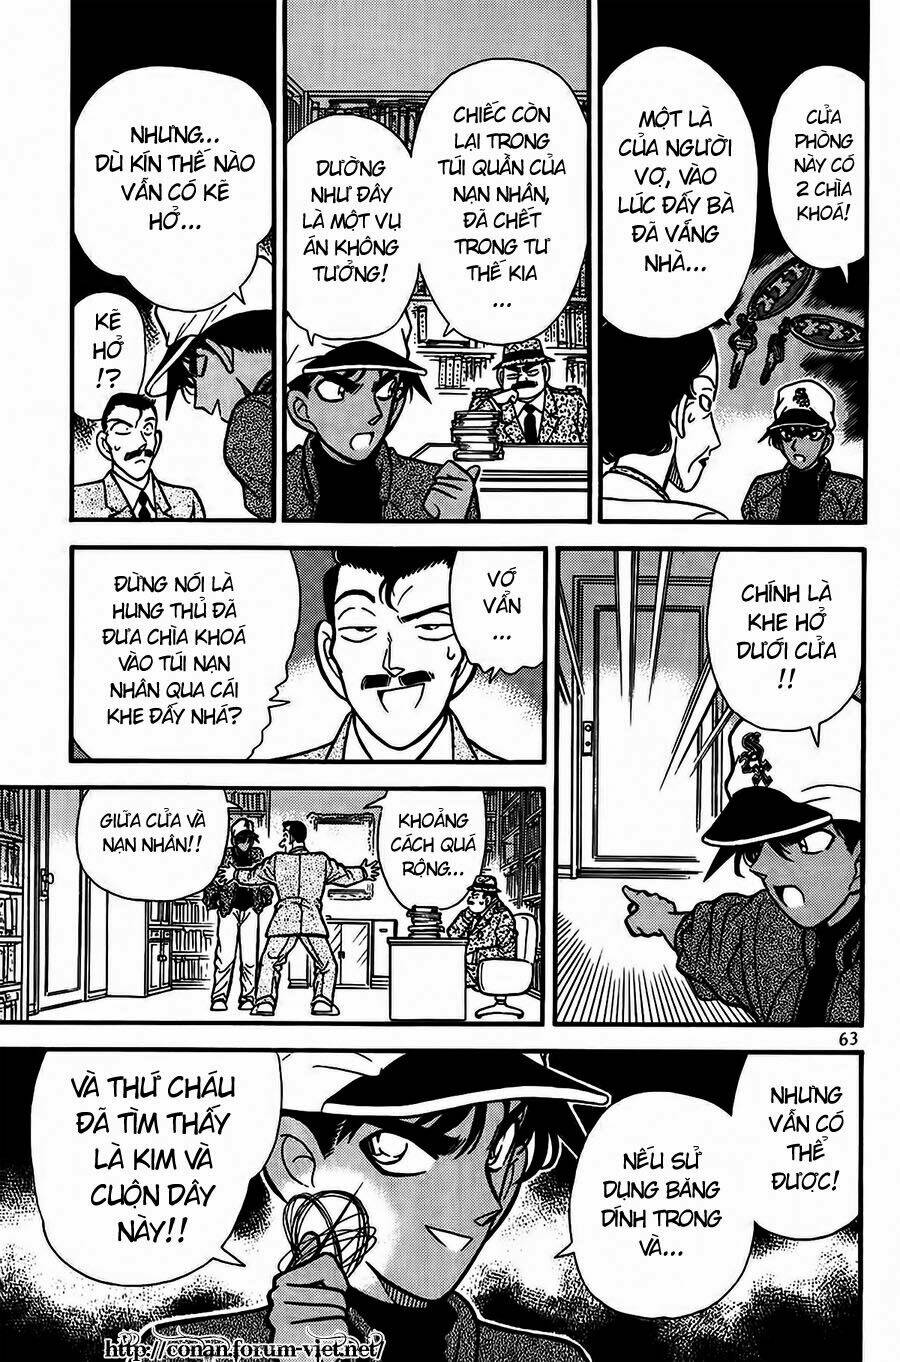 CỬA
PHÒNG
NÀY CÓ
2 CHÌA
KHOÁ!
MỘT LÀ
CỦA NGƯỜI
VỢ, VÀO
LÚC ĐẤY BÀ
ĐÃ VẮNG
NHÀ...
CHIẾC CÒN
LẠI TRONG
TÚI QUẦN CỦA
NẠN NHÂN,
ĐÃ CHẾT
TRONG TƯ
THẾ KIA
...
DƯỜNG
NHƯ ĐÂY
LÀ MỘT VỤ
ÁN KHÔNG
TƯỞNG!
NHƯNG...
DÙ KÍN THẾ NÀO
VẪN CÓ KẼ
HỞ...
KẼ
HỞ
!?
CHÍNH LÀ
KHE HỞ
DƯỚI CỬA
!!
VỚ
VẨN
...
ĐỪNG NÓI LÀ
HUNG THỦ ĐÃ
ĐƯA CHÌA KHOÁ
VÀO TÚI NẠN
NHÂN QUA CÁI
KHE ĐẤY NHÁ?
KHOẢNG
CÁCH QUÁ
RỘNG...
GIỮA CỬA VÀ
NẠN NHÂN!!
63
NHƯNG
VẪN CÓ
THỂ
ĐƯỢC!
NẾU SỬ
DỤNG BĂNG
DÍNH TRONG
VÀ...
VÀ THỨ CHÁU
ĐÃ TÌM THẤY
LÀ KIM VÀ
CUỘN DÂY
NÀY!!
http://conan.forum-viet.net/